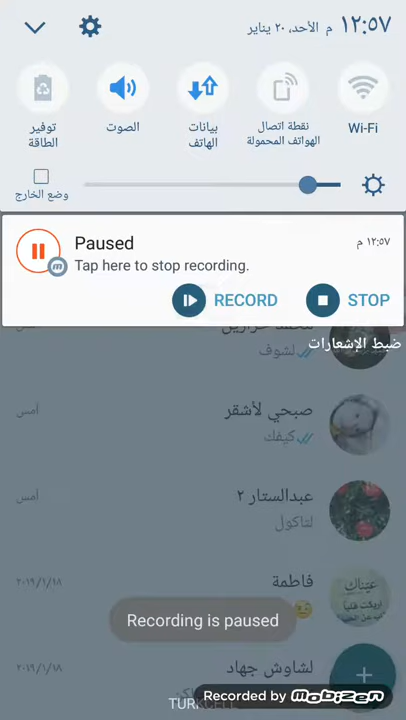 ١٢:٥٧ م الأحد، ٢٠ يناير
Wi-Fi
نقطة اتصال
الهواتف المحمولة
بيانات
الهاتف
الصوت
توفير
الطاقة
وضع الخارج
Paused
١٢:٥٧ م
Tap here to stop recording.
RECORD
STOP
ضبط الإشعارات
لشوف
أمس
صبحي لأشقر
أمس
كيفك
عبدالستار ٢
أمس
لتاكول
فاطمة
٢٠١٩/١/١٨
Recording is paused
لشاوش جهاد
٢٠١٩/١/١٨
Recorded by mobizen
TURKCELL